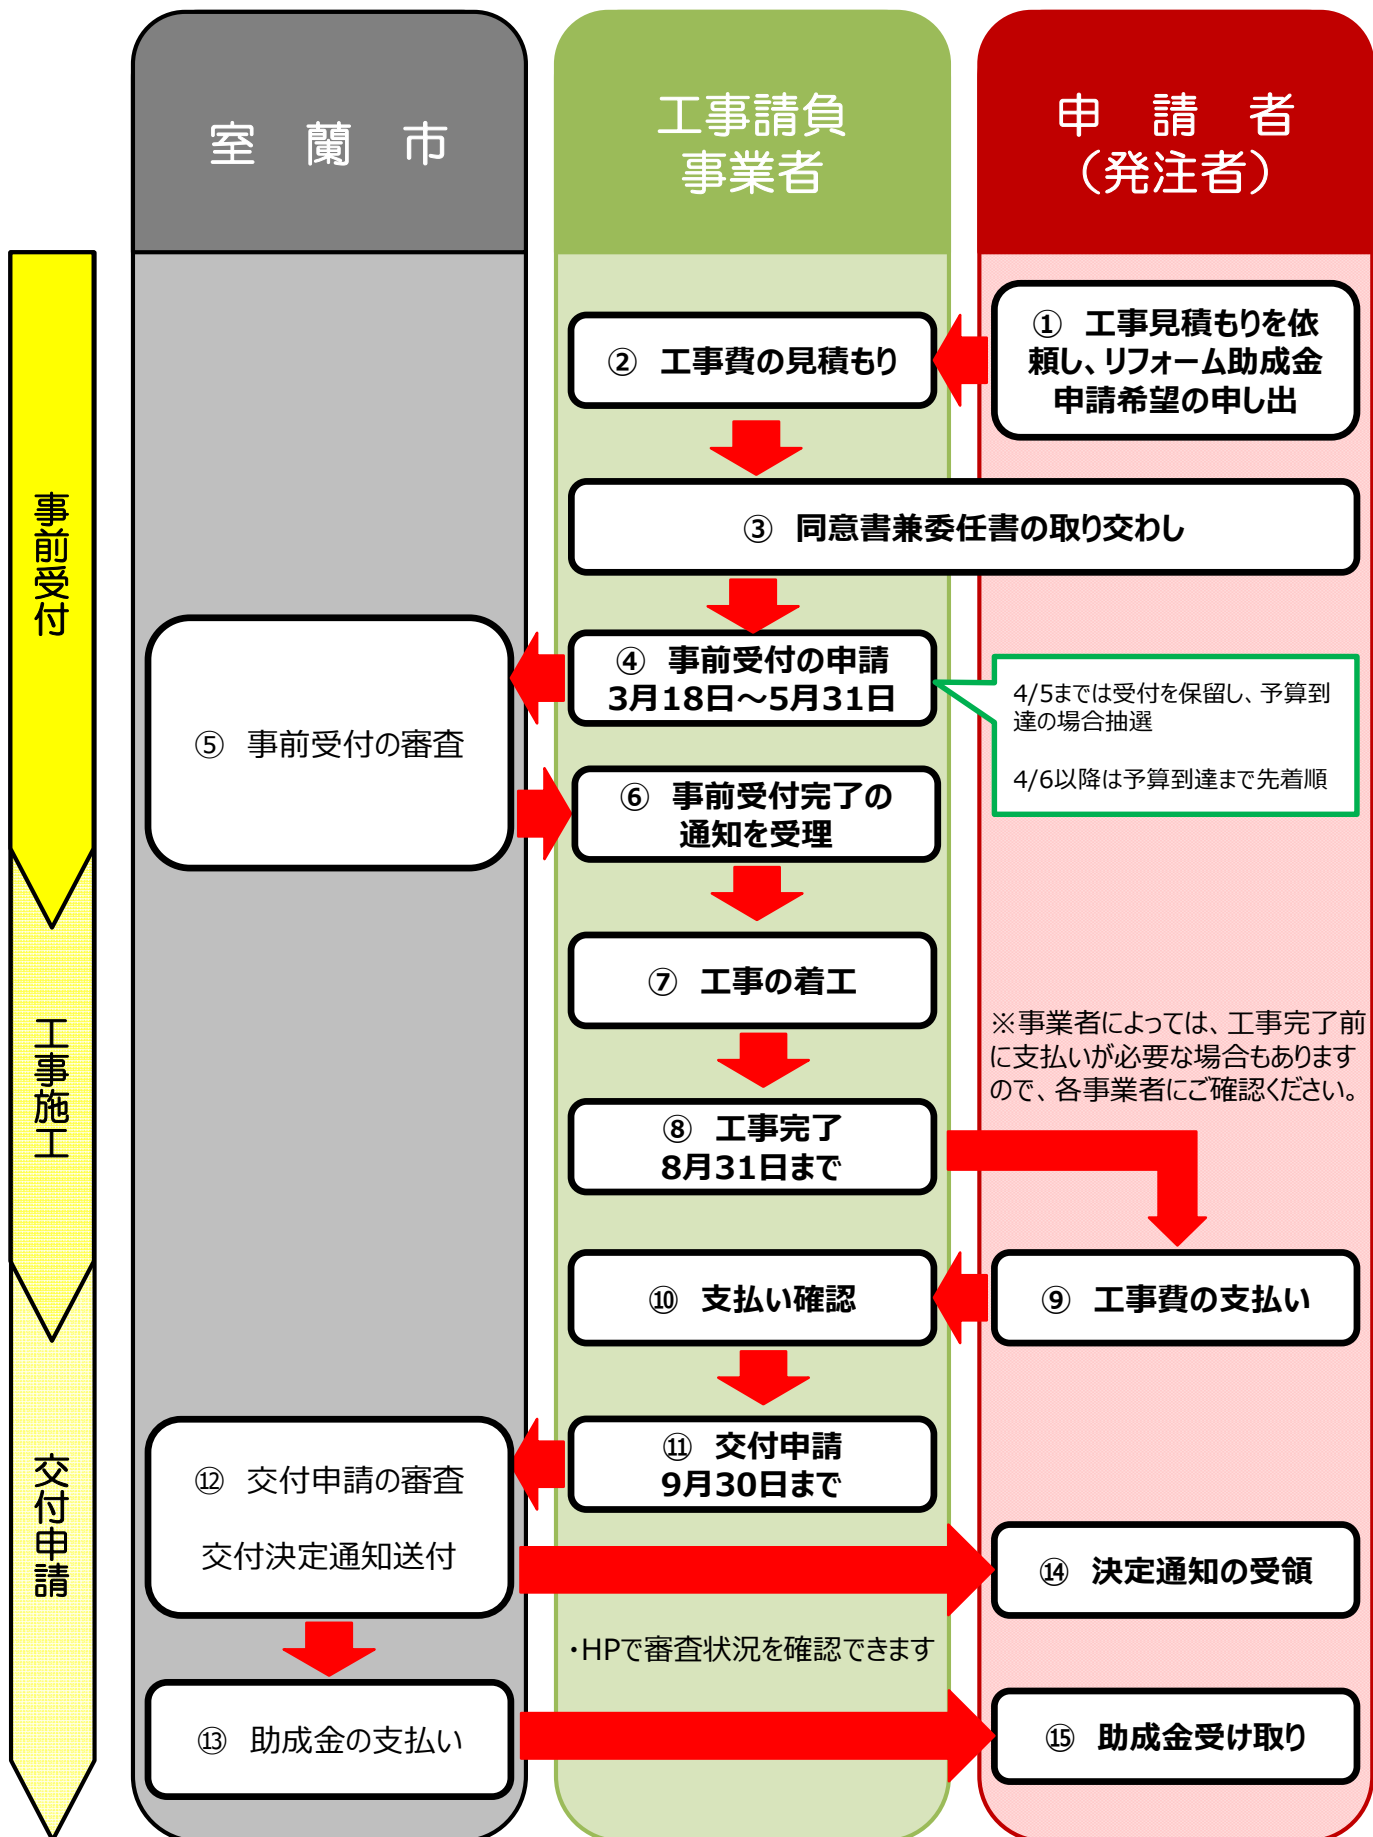 室 蘭 市
工事請負
事業者
申 請 者
（発注者）
事前受付
工事施工
交付申請
① 工事見積もりを依
頼し、リフォーム助成金
申請希望の申し出
② 工事費の見積もり
③ 同意書兼委任書の取り交わし
④ 事前受付の申請
3月18日～5月31日
4/5までは受付を保留し、予算到
達の場合抽選
4/6以降は予算到達まで先着順
⑤ 事前受付の審査
⑥ 事前受付完了の
通知を受理
⑦ 工事の着工
※事業者によっては、工事完了前
に支払いが必要な場合もあります
ので、各事業者にご確認ください。
⑧ 工事完了
8月31日まで
⑨ 工事費の支払い
⑩ 支払い確認
⑪ 交付申請
9月30日まで
⑫ 交付申請の審査
交付決定通知送付
⑭ 決定通知の受領
・HPで審査状況を確認できます
⑬ 助成金の支払い
⑮ 助成金受け取り